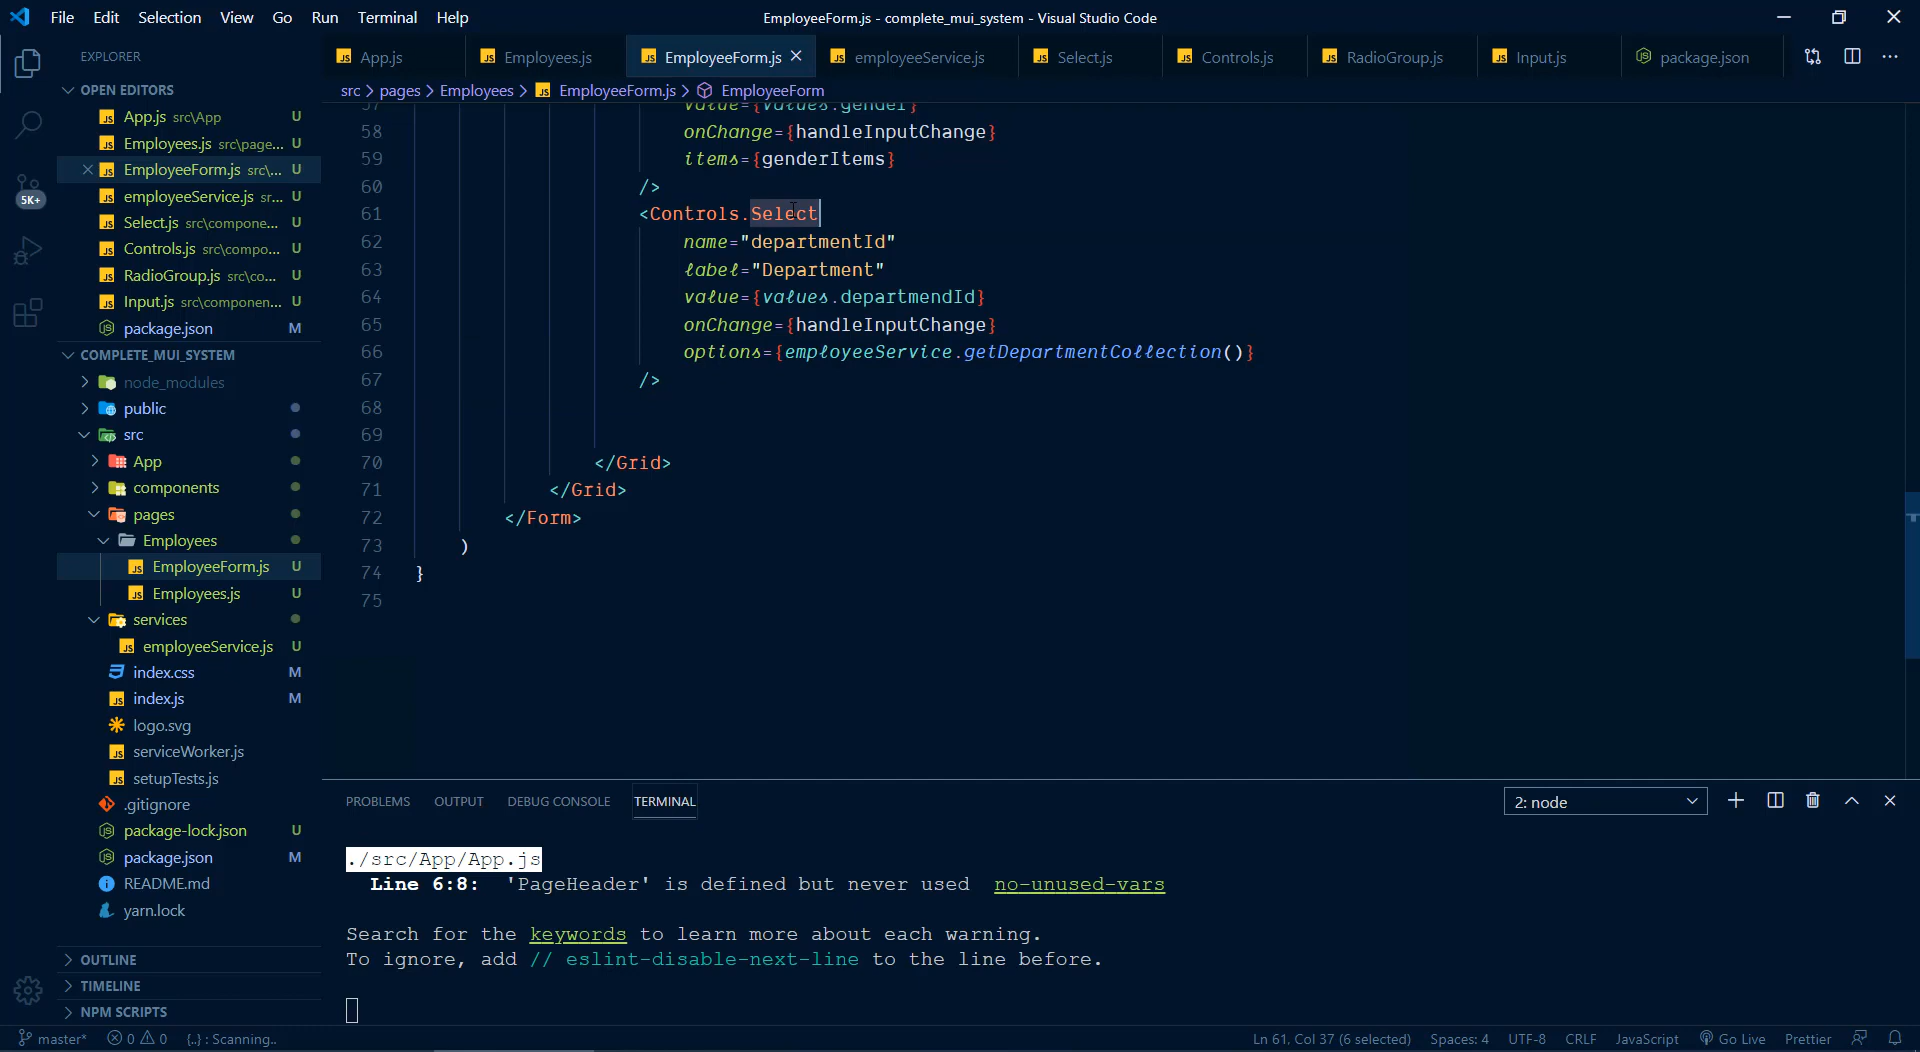 File Edit Selection View Go Run Terminal Help
EmployeeForm.js - complete_mui_system - Visual Studio Code
EXPLORER
App.js
Employees.js
EmployeeForm.js
employeeService.js
Select.js
Controls.js
RadioGroup.js
Input.js
package.json
OPEN EDITORS
src > pages > Employees > EmployeeForm.js > EmployeeForm
App.js src\App U
Employees.js src\page... U
EmployeeForm.js src\... U
employeeService.js sr... U
Select.js src\compone... U
Controls.js src\compo... U
RadioGroup.js src\co... U
Input.js src\componen... U
package.json M
5K+
COMPLETE_MUI_SYSTEM
node_modules
public
src
App
components
pages
Employees
EmployeeForm.js U
Employees.js U
services
employeeService.js U
index.css M
index.js M
logo.svg
serviceWorker.js
setupTests.js
.gitignore
package-lock.json U
package.json M
README.md
yarn.lock
OUTLINE
TIMELINE
NPM SCRIPTS
57 value={values.gender}
58 onChange={handleInputChange}
59 items={genderItems}
60 />
61 <Controls.Select
62 name="departmentId"
63 label="Department"
64 value={values.departmendId}
65 onChange={handleInputChange}
66 options={employeeService.getDepartmentCollection()}
67 />
68
69
70 </Grid>
71 </Grid>
72 </Form>
73 )
74 }
75
PROBLEMS OUTPUT DEBUG CONSOLE TERMINAL
2: node
./src/App/App.js
Line 6:8: 'PageHeader' is defined but never used no-unused-vars
Search for the keywords to learn more about each warning.
To ignore, add // eslint-disable-next-line to the line before.
master* 0 0 {..} : Scanning..
Ln 61, Col 37 (6 selected) Spaces: 4 UTF-8 CRLF JavaScript Go Live Prettier